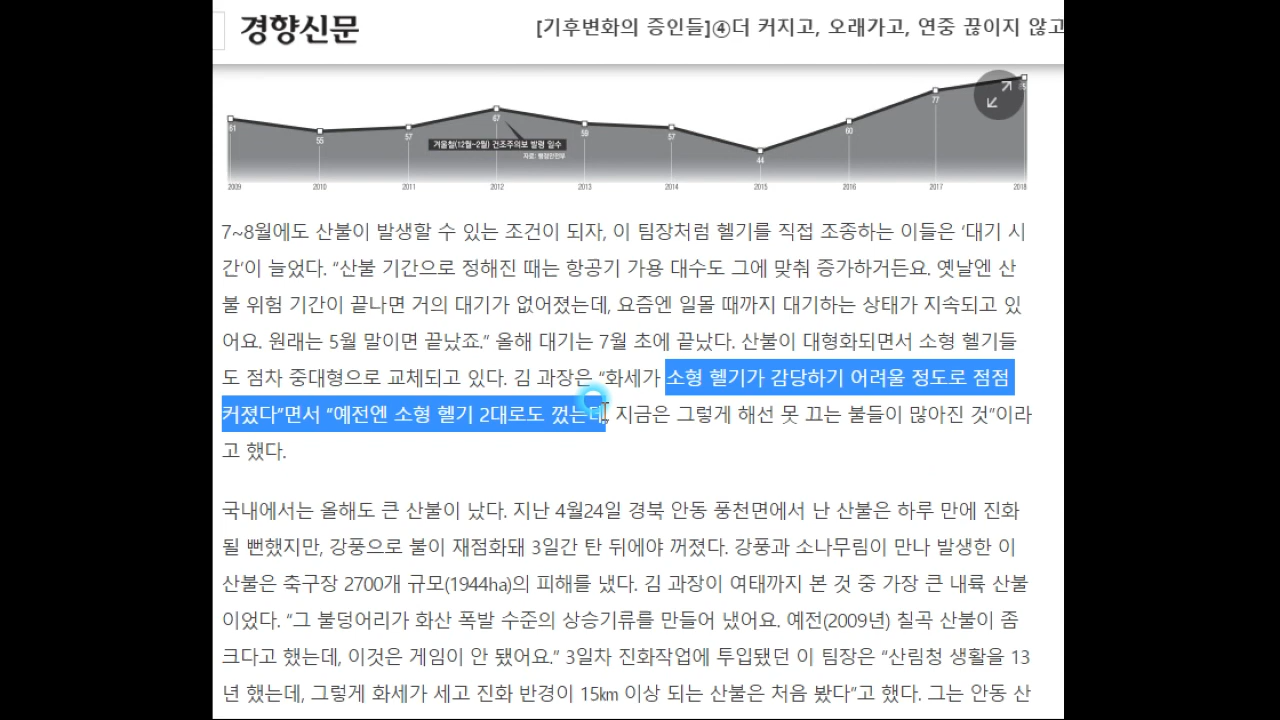 경향신문
[기후변화의 증인들]④더 커지고, 오래가고, 연중 끊이지 않고
61
55
57
67
59
57
44
60
77
겨울철(12월~2월) 건조주의보 발령 일수
자료: 행정안전부
2009 2010 2011 2012 2013 2014 2015 2016 2017 2018
7~8월에도 산불이 발생할 수 있는 조건이 되자, 이 팀장처럼 헬기를 직접 조종하는 이들은 ‘대기 시
간’이 늘었다. “산불 기간으로 정해진 때는 항공기 가용 대수도 그에 맞춰 증가하거든요. 옛날엔 산
불 위험 기간이 끝나면 거의 대기가 없어졌는데, 요즘엔 일몰 때까지 대기하는 상태가 지속되고 있
어요. 원래는 5월 말이면 끝났죠.” 올해 대기는 7월 초에 끝났다. 산불이 대형화되면서 소형 헬기들
도 점차 중대형으로 교체되고 있다. 김 과장은 “화세가 소형 헬기가 감당하기 어려울 정도로 점점
커졌다”면서 “예전엔 소형 헬기 2대로도 껐는데, 지금은 그렇게 해선 못 끄는 불들이 많아진 것”이라
고 했다.
국내에서는 올해도 큰 산불이 났다. 지난 4월24일 경북 안동 풍천면에서 난 산불은 하루 만에 진화
될 뻔했지만, 강풍으로 불이 재점화돼 3일간 탄 뒤에야 꺼졌다. 강풍과 소나무림이 만나 발생한 이
산불은 축구장 2700개 규모(1944ha)의 피해를 냈다. 김 과장이 여태까지 본 것 중 가장 큰 내륙 산불
이었다. “그 불덩어리가 화산 폭발 수준의 상승기류를 만들어 냈어요. 예전(2009년) 칠곡 산불이 좀
크다고 했는데, 이것은 게임이 안 됐어요.” 3일차 진화작업에 투입됐던 이 팀장은 “산림청 생활을 13
년 했는데, 그렇게 화세가 세고 진화 반경이 15㎞ 이상 되는 산불은 처음 봤다”고 했다. 그는 안동 산